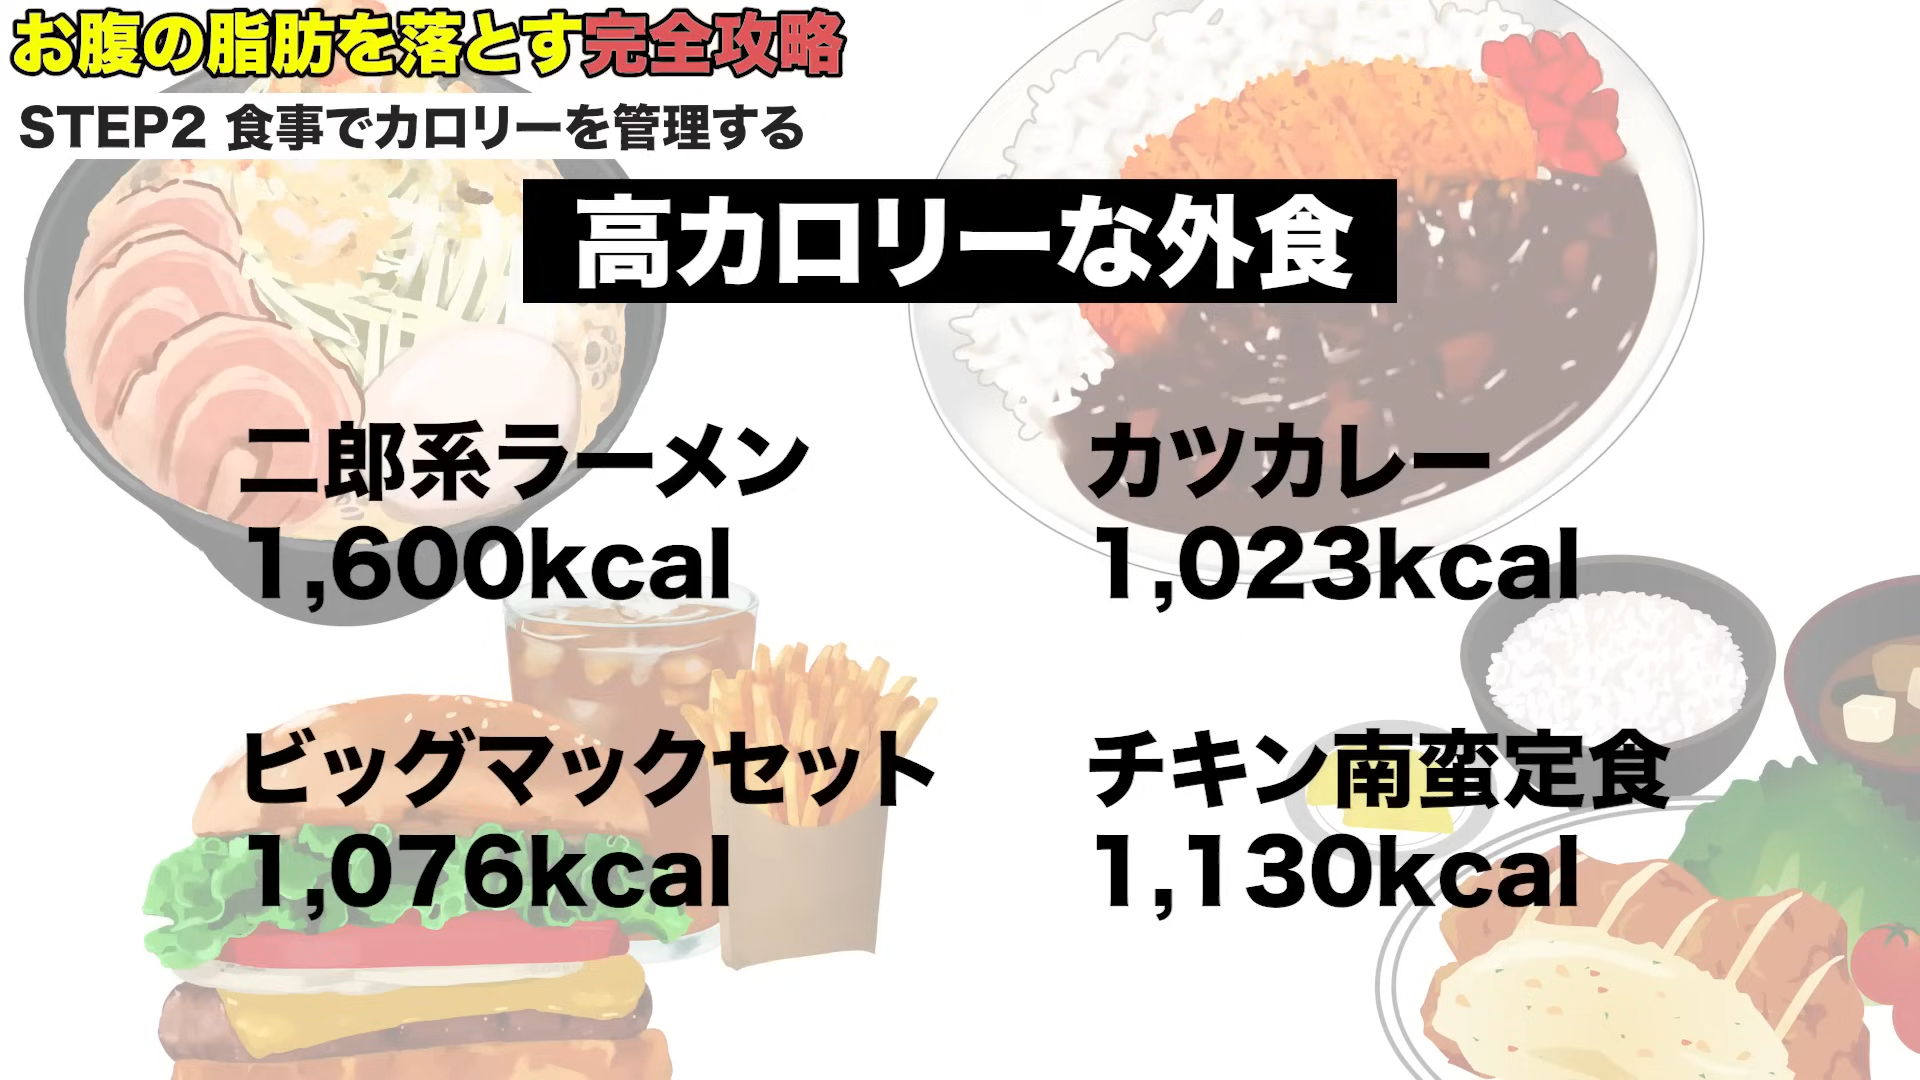 お腹の脂肪を落とす完全攻略
STEP2 食事でカロリーを管理する
高カロリーな外食
二郎系ラーメン
1,600kcal
カツカレー
1,023kcal
ビッグマックセット
1,076kcal
チキン南蛮定食
1,130kcal